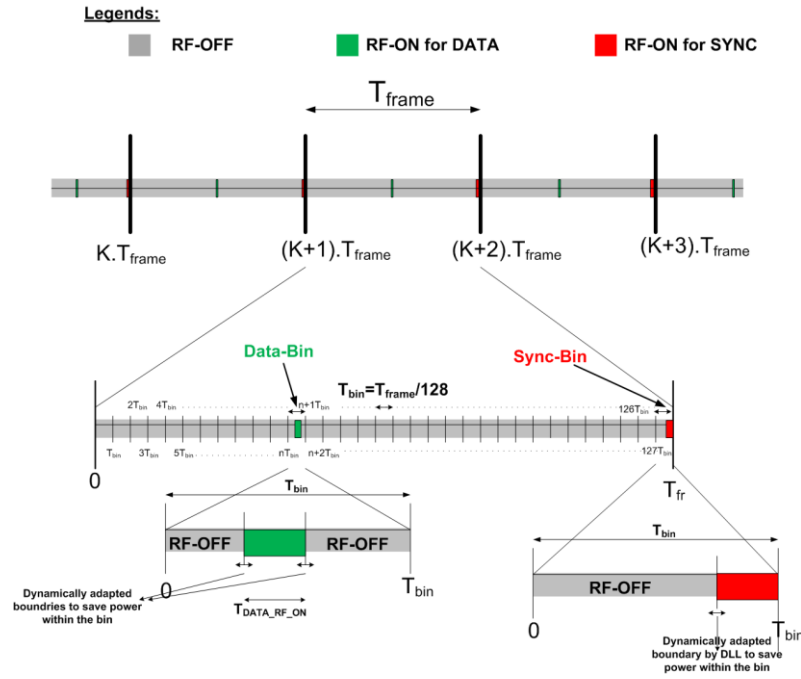 Legends:
RF-OFF
RF-ON for DATA
RF-ON for SYNC
Tframe
K.Tframe
(K+1).Tframe
(K+2).Tframe
(K+3).Tframe
Data-Bin
Sync-Bin
Tbin=Tframe/128
2Tbin 4Tbin n+1Tbin 126Tbin
Tbin 3Tbin 5Tbin nTbin n+2Tbin 127Tbin
0
Tfr
Tbin
RF-OFF
RF-OFF
0
Tbin
Dynamically adapted
boundries to save power
within the bin
TDATA_RF_ON
Tbin
RF-OFF
0
Tbin
Dynamically adapted
boundary by DLL to save
power within the bin